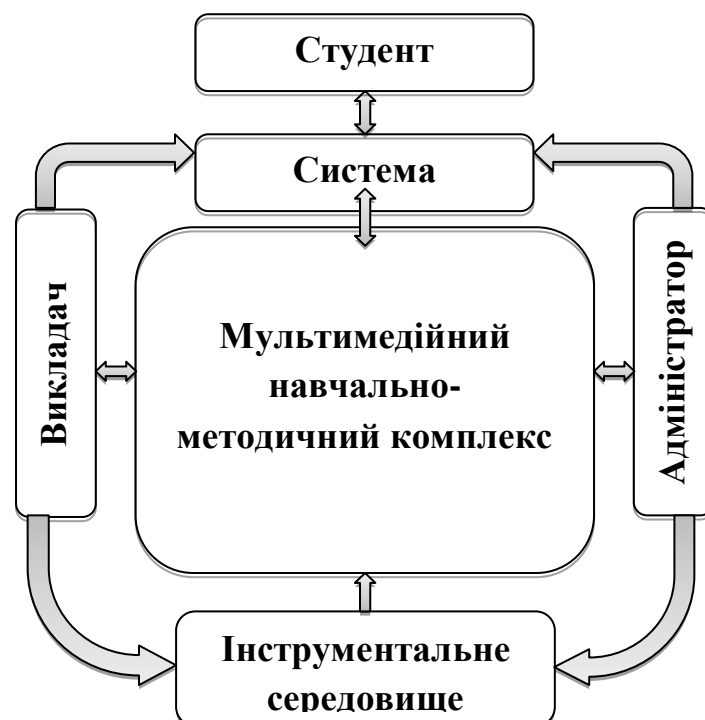 Студент
Система
Викладач
Мультимедійний
навчально-
методичний комплекс
Адміністратор
Інструментальне
середовище